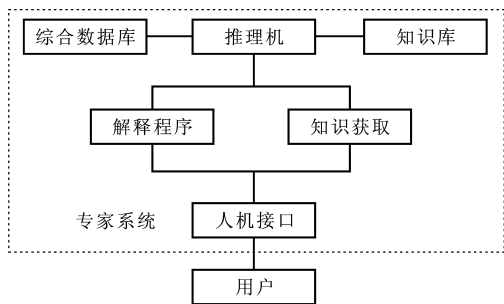 综合数据库
推理机
知识库
解释程序
知识获取
专家系统
人机接口
用户